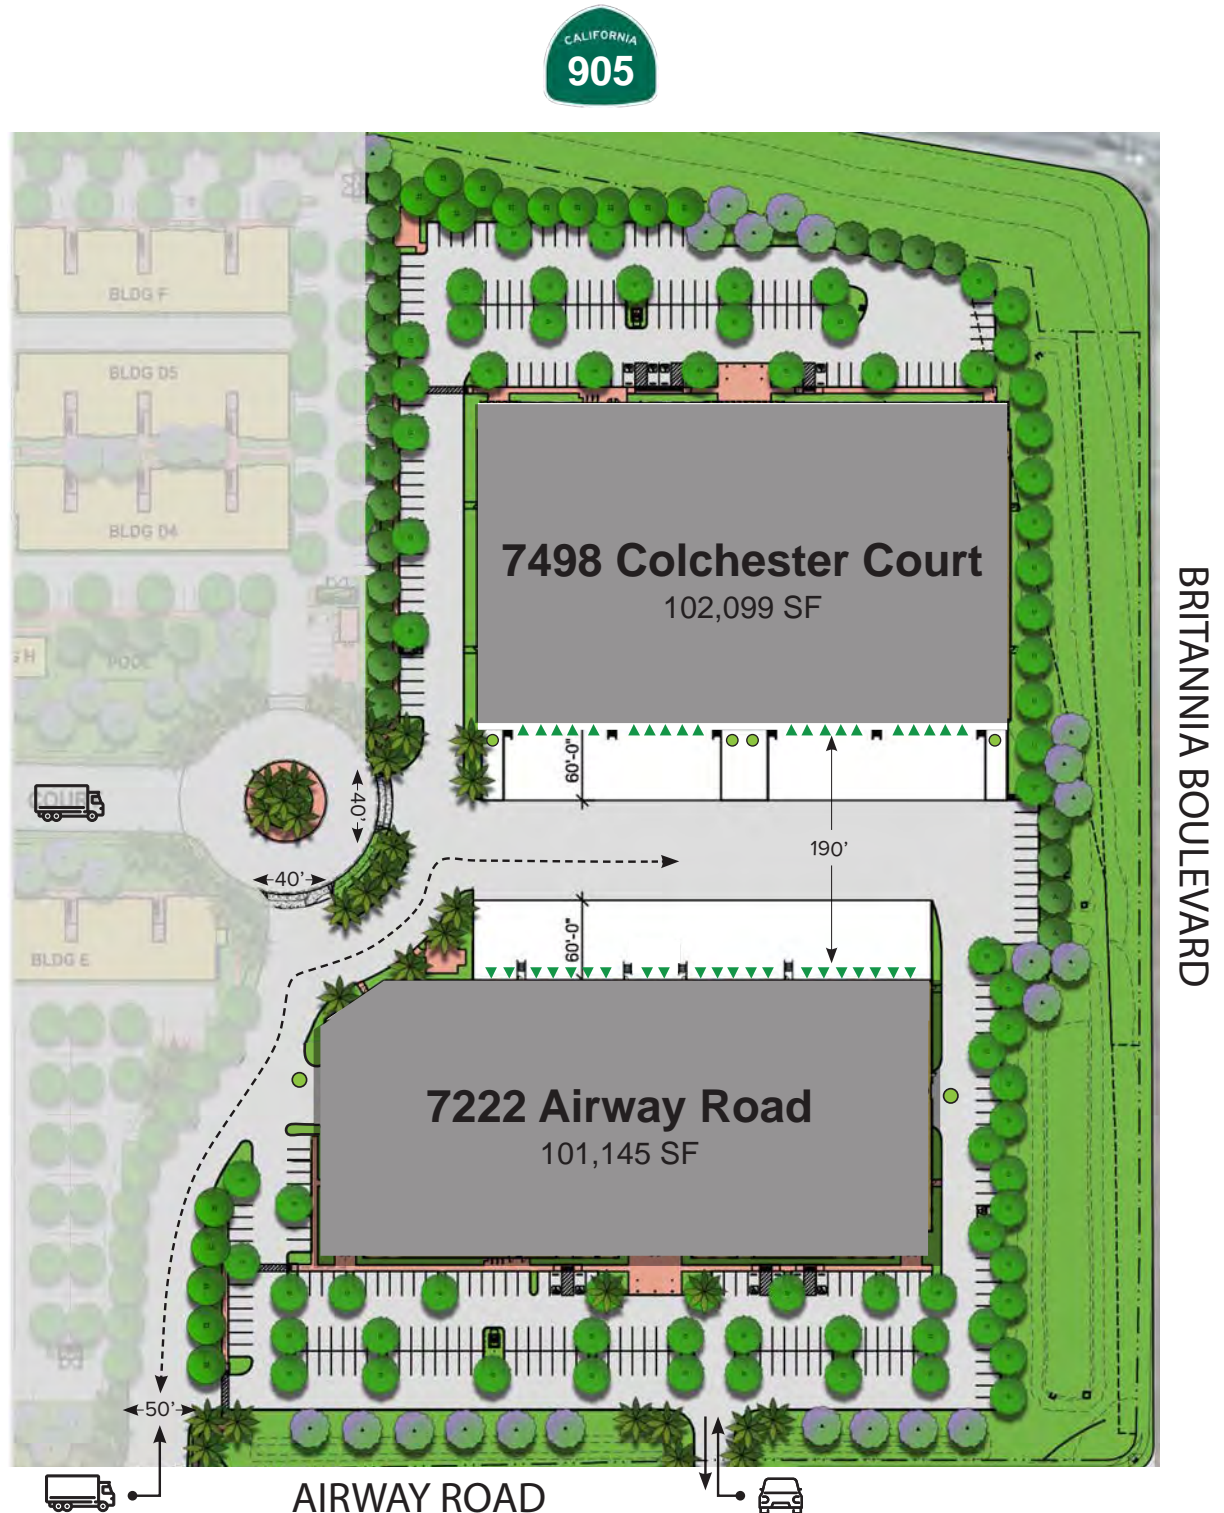 CALIFORNIA
905
BLDG F
BLDG D5
BLDG D4
7498 Colchester Court
102,099 SF
G H
POOL
BRITANNIA BOULEVARD
60'-0"
40'
COURT
190'
40'
60'-0"
BLDG E
7222 Airway Road
101,145 SF
50'
AIRWAY ROAD